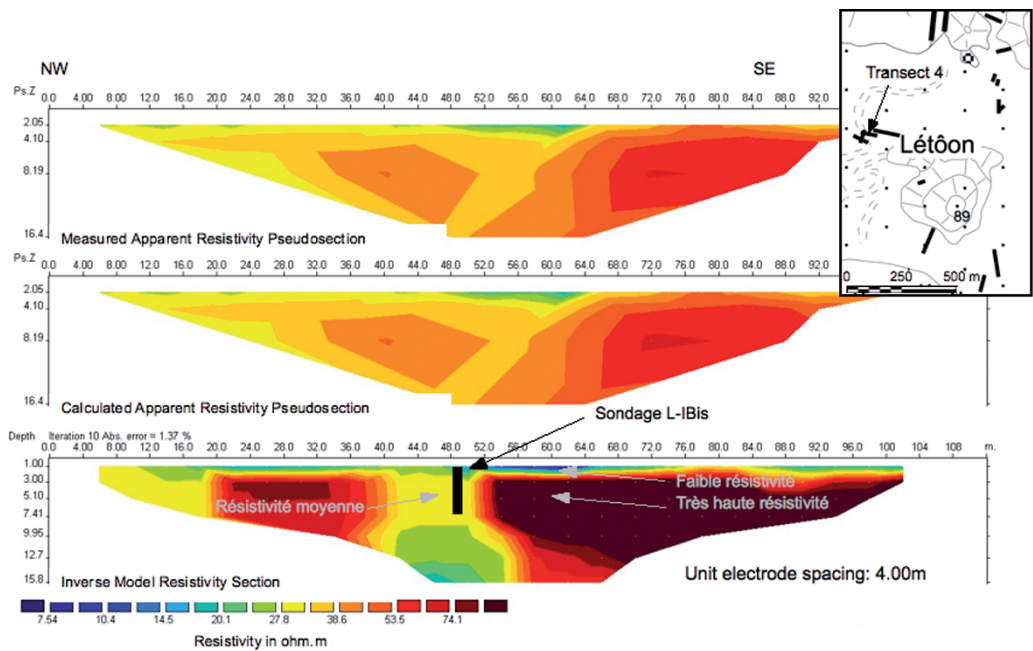 NW
SE
Ps.Z
0.0 4.00 8.00 12.0 16.0 20.0 24.0 28.0 32.0 36.0 40.0 44.0 48.0 52.0 56.0 60.0 64.0 68.0 72.0 76.0 80.0 84.0 88.0 92.0
2.05
4.10
8.19
16.4
Measured Apparent Resistivity Pseudosection
Transect 4
Létôon
89
0 250 500 m
Ps.Z
0.0 4.00 8.00 12.0 16.0 20.0 24.0 28.0 32.0 36.0 40.0 44.0 48.0 52.0 56.0 60.0 64.0 68.0 72.0 76.0 80.0 84.0 88.0 92.0
2.05
4.10
8.19
16.4
Calculated Apparent Resistivity Pseudosection
Sondage L-IBis
Depth Iteration 10 Abs. error = 1.37 %
0.0 4.00 8.00 12.0 16.0 20.0 24.0 28.0 32.0 36.0 40.0 44.0 48.0 52.0 56.0 60.0 64.0 68.0 72.0 76.0 80.0 84.0 88.0 92.0 96.0 100.0 104.0 108 m.
1.00
3.00
5.10
7.41
9.95
12.7
15.8
Faible résistivité
Résistivité moyenne
Très haute résistivité
Inverse Model Resistivity Section
Unit electrode spacing: 4.00m
7.54 10.4 14.5 20.1 27.8 38.6 53.5 74.1
Resistivity in ohm.m